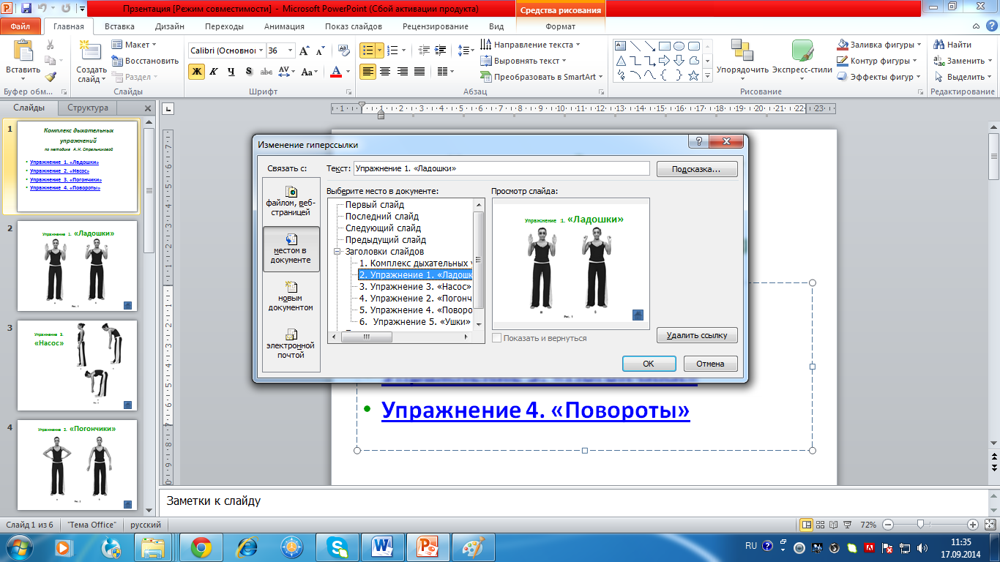 Прзентация [Режим совместимости] - Microsoft PowerPoint (Сбой активации продукта)
Средства рисования
Файл Главная Вставка Дизайн Переходы Анимация Показ слайдов Рецензирование Вид Формат
Вставить
Буфер обм...
Создать слайд
Макет
Восстановить
Раздел
Слайды
Calibri (Основної 36
Ж К Ч S abc AV Aa A
Шрифт
Направление текста
Выровнять текст
Преобразовать в SmartArt
Абзац
Упорядочить
Экспресс-стили
Заливка фигуры
Контур фигуры
Эффекты фигур
Рисование
Найти
Заменить
Выделить
Редактирование
Слайды Структура
1
Комплекс дыхательных
упражнений
по методике А.Н. Стрельниковой
• Упражнение 1. «Ладошки»
• Упражнение 2. «Насос»
• Упражнение 3. «Погончики»
• Упражнение 4. «Повороты»
2
Упражнение 1. «Ладошки»
3
Упражнение 3.
«Насос»
4
Упражнение 2. «Погончики»
Изменение гиперссылки
Связать с:
Текст: Упражнение 1. «Ладошки»
Подсказка...
файлом, веб-
страницей
местом в
документе
новым
документом
электронной
почтой
Выберите место в документе:
Первый слайд
Последний слайд
Следующий слайд
Предыдущий слайд
Заголовки слайдов
1. Комплекс дыхательных
2. Упражнение 1. «Ладошк
3. Упражнение 3. «Насос»
4. Упражнение 2. «Погонч
5. Упражнение 4. «Поворо
6. Упражнение 5. «Ушки»
Просмотр слайда:
Упражнение 1. «Ладошки»
Показать и вернуться
Удалить ссылку
ОК
Отмена
• Упражнение 4. «Повороты»
Заметки к слайду
Слайд 1 из 6 "Тема Office" русский
72%
RU
11:35
17.09.2014